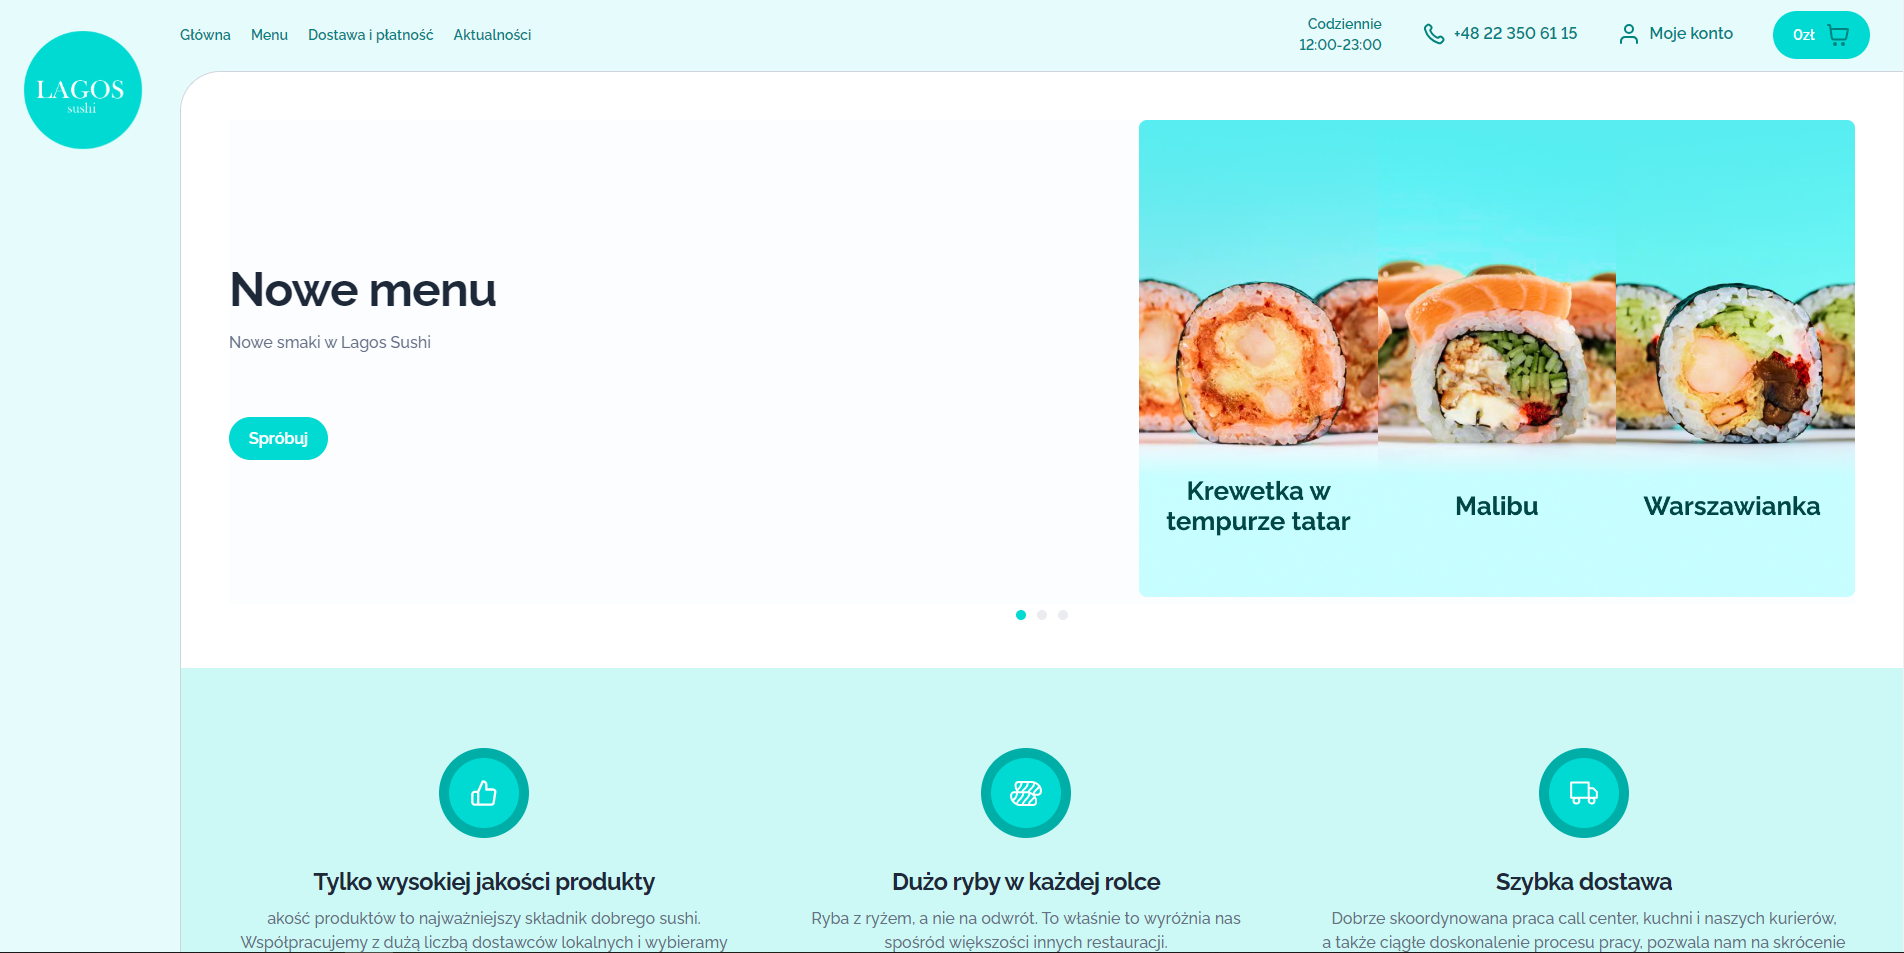 LAGOS
sushi
Główna Menu Dostawa i płatność Aktualności
Codziennie
12:00-23:00
+48 22 350 61 15
Moje konto
0zł
Nowe menu
Nowe smaki w Lagos Sushi
Spróbuj
Krewetka w
tempurze tatar
Malibu
Warszawianka
Tylko wysokiej jakości produkty
akość produktów to najważniejszy składnik dobrego sushi.
Współpracujemy z dużą liczbą dostawców lokalnych i wybieramy
Dużo ryby w każdej rolce
Ryba z ryżem, a nie na odwrót. To właśnie to wyróżnia nas
spośród większości innych restauracji.
Szybka dostawa
Dobrze skoordynowana praca call center, kuchni i naszych kurierów,
a także ciągłe doskonalenie procesu pracy, pozwala nam na skrócenie